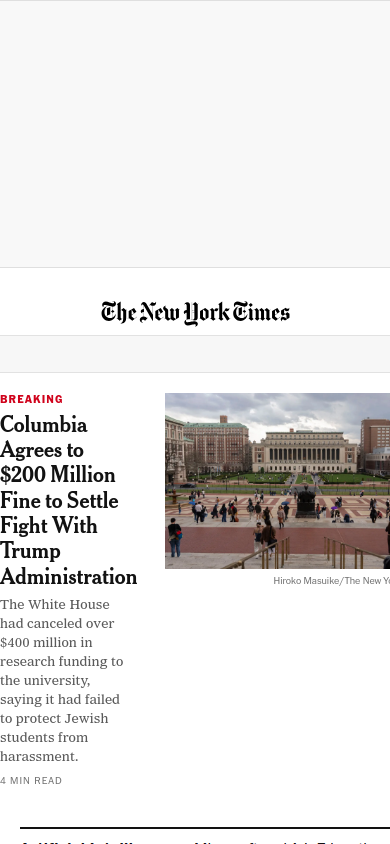 The New York Times
BREAKING
Columbia
Agrees to
$200 Million
Fine to Settle
Fight With
Trump
Administration
The White House
had canceled over
$400 million in
research funding to
the university,
saying it had failed
to protect Jewish
students from
harassment.
4 MIN READ
Hiroko Masuike/The New Yo